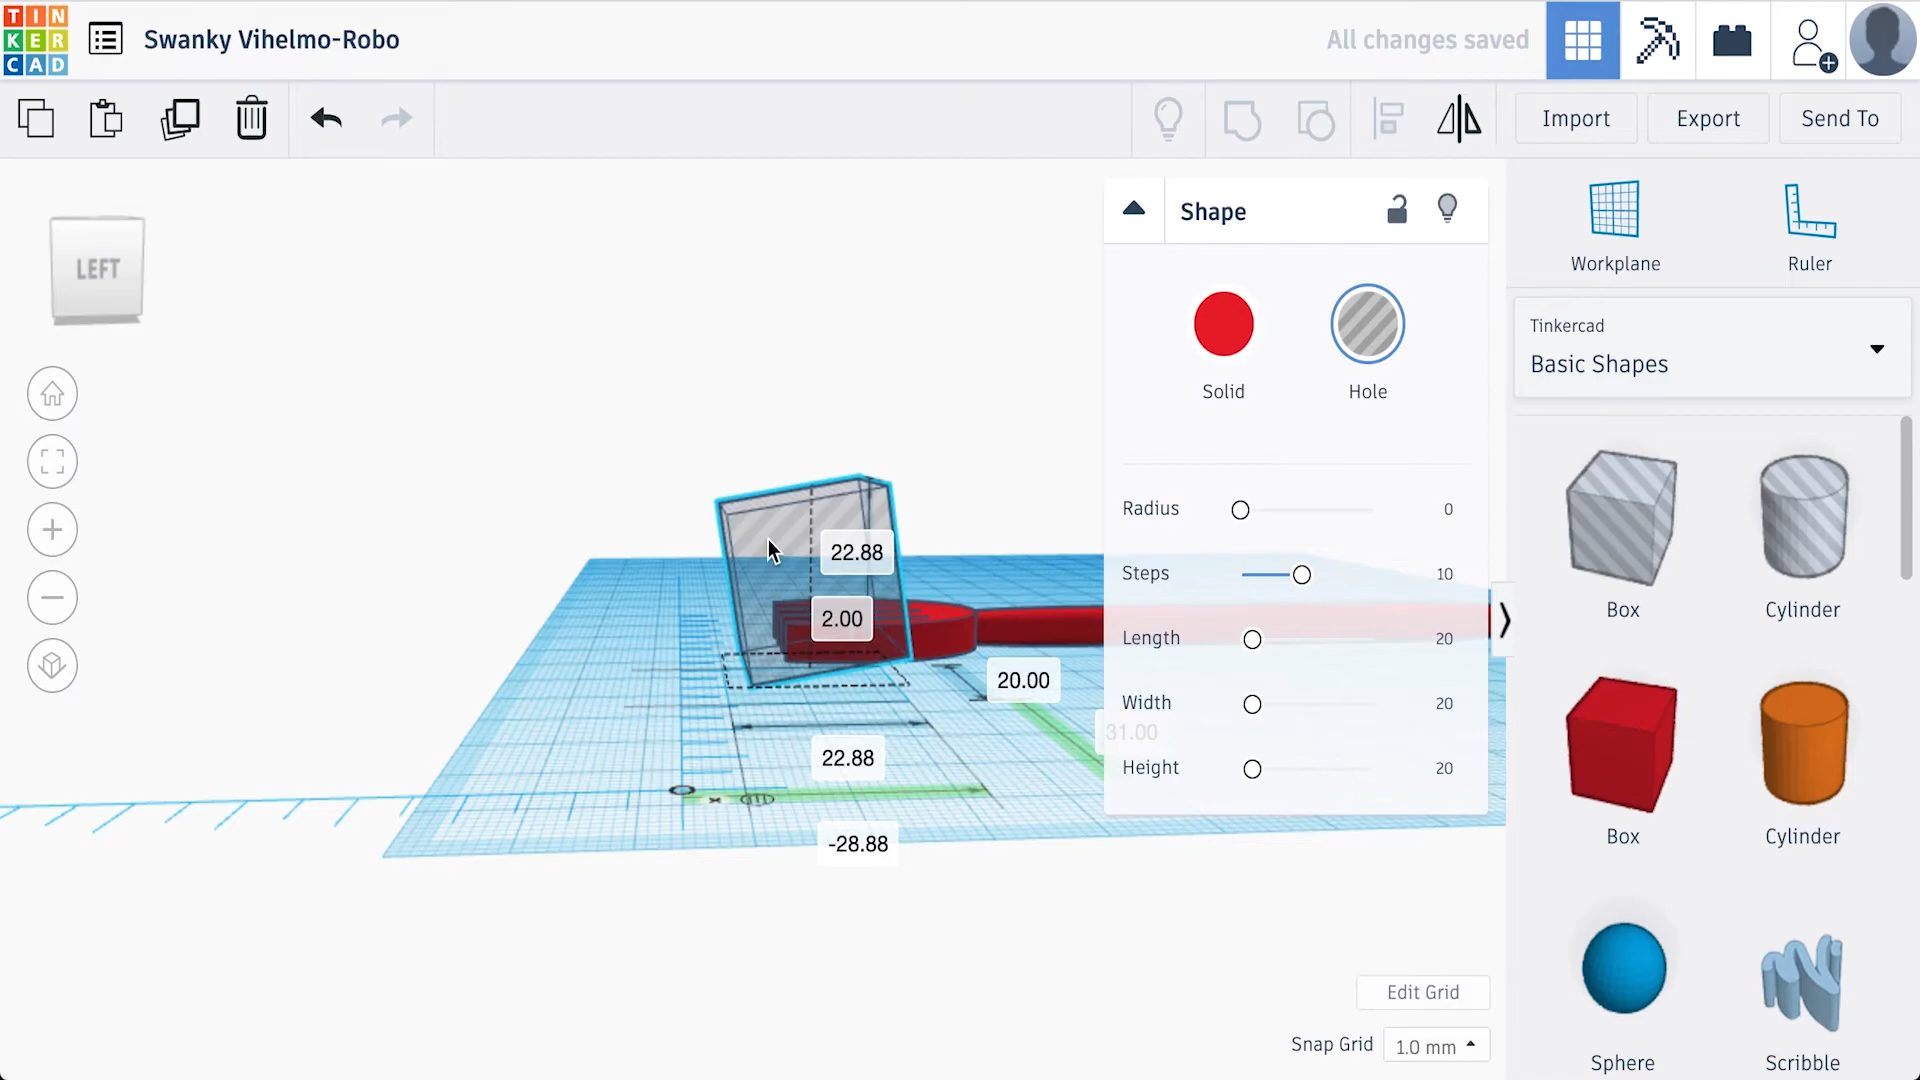 TIN
KER
CAD
Swanky Vihelmo-Robo
All changes saved
Import
Export
Send To
LEFT
Shape
Solid
Hole
Radius 0
Steps 10
Length 20
Width 20
Height 20
22.88
2.00
20.00
31.00
22.88
-28.88
Workplane
Ruler
Tinkercad
Basic Shapes
Box
Cylinder
Box
Cylinder
Sphere
Scribble
Edit Grid
Snap Grid 1.0 mm